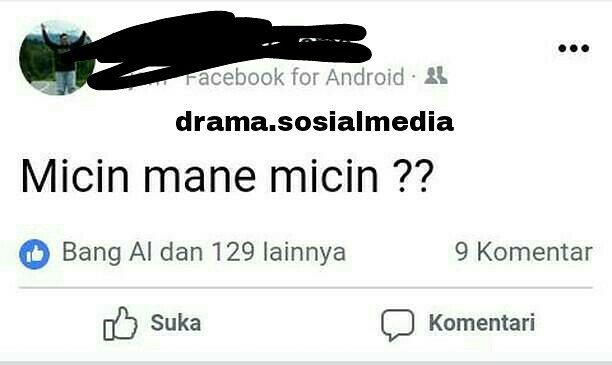 Facebook for Android ·
drama.sosialmedia
Micin mane micin ??
Bang Al dan 129 lainnya
9 Komentar
Suka
Komentari